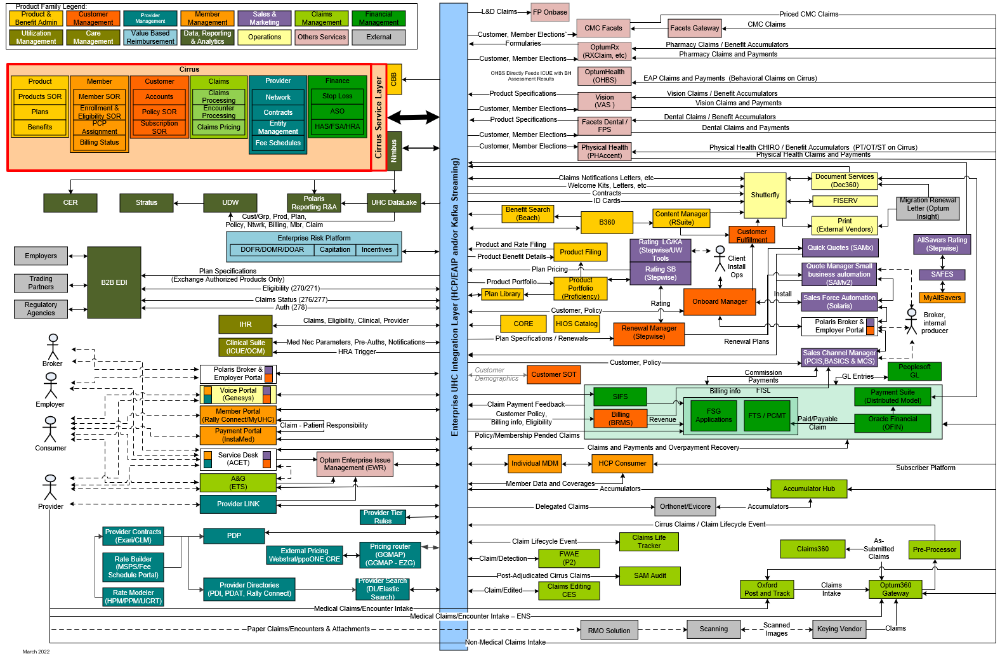 Product Family Legend:
Product &
Benefit Admin
Customer
Management
Provider
Management
Member
Management
Sales &
Marketing
Claims
Management
Financial
Management
Utilization
Management
Care
Management
Value Based
Reimbursement
Data, Reporting
& Analytics
Operations
Others Services
External
Cirrus
Product
Products SOR
Plans
Benefits
Member
Member SOR
Enrollment &
Eligibility SOR
PCP
Assignment
Billing Status
Customer
Accounts
Policy SOR
Subscription
SOR
Claims
Claims
Processing
Encounter
Processing
Claims Pricing
Provider
Network
Contracts
Entity
Management
Fee Schedules
Finance
Stop Loss
ASO
HAS/FSA/HRA
Cirrus Service Layer
CBB
Nimbus
CER
Stratus
UDW
Polaris
Reporting R&A
UHC DataLake
Cust/Grp, Prod, Plan,
Policy, Ntwrk, Billing, Mbr, Claim
Enterprise Risk Platform
DOFR/DOMR/DOAR
Capitation
Incentives
Employers
Trading
Partners
Regulatory
Agencies
B2B EDI
Plan Specifications
(Exchange Authorized Products Only)
Eligibility (270/271)
Claims Status (276/277)
Auth (278)
IHR
Claims, Eligibility, Clinical, Provider
Clinical Suite
(ICUE/OCM)
Med Nec Parameters, Pre-Auths, Notifications
HRA Trigger
Broker
Employer
Consumer
Provider
Polaris Broker &
Employer Portal
Voice Portal
(Genesys)
Member Portal
(Rally Connect/MyUHC)
Claim - Patient Responsibility
Payment Portal
(InstaMed)
Service Desk
(ACET)
Optum Enterprise Issue
Management (EWR)
A&G
(ETS)
Provider LINK
Provider Tier
Rules
Provider Contracts
(Exari/CLM)
PDP
Rate Builder
(MSPS/Fee
Schedule Portal)
External Pricing
Webstrat/ppoONE CRE
Pricing router
(GGMAP)
(GGMAP - EZG)
Rate Modeler
(HPM/PPM/UCRT)
Provider Directories
(PDI, PDAT, Rally Connect)
Provider Search
(DL/Elastic
Search)
Medical Claims/Encounter Intake
Medical Claims/Encounter Intake – ENS
Paper Claims/Encounters & Attachments
Non-Medical Claims Intake
March 2022
Enterprise UHC Integration Layer (HCP/EAIP and/or Kafka Streaming)
L&D Claims
FP Onbase
Priced CMC Claims
CMC Facets
Facets Gateway
CMC Claims
Customer, Member Elections`
Formularies
OptumRx
(RXClaim, etc)
Pharmacy Claims / Benefit Accumulators
Pharmacy Claims and Payments
Customer, Member Elections
OHBS Directly Feeds ICUE with BH
Assessment Results
OptumHealth
(OHBS)
EAP Claims and Payments  (Behavioral Claims on Cirrus)
Product Specifications
Vision
(VAS )
Vision Claims / Benefit Accumulators
Vision Claims and Payments
Customer, Member Elections
Product Specifications
Facets Dental /
FPS
Dental Claims / Benefit Accumulators
Dental Claims and Payments
Customer, Member Elections
Customer, Member Elections
Physical Health
(PHAccent)
Physical Health CHIRO / Benefit Accumulators  (PT/OT/ST on Cirrus)
Physical Health Claims and Payments
Claims Notifications Letters, etc
Welcome Kits, Letters, etc
Contracts
ID Cards
Shutterfly
Document Services
(Doc360)
FISERV
Print
(External Vendors)
Migration Renewal
Letter (Optum
Insight)
Benefit Search
(Beach)
B360
Content Manager
(RSuite)
Customer
Fulfillment
Product and Rate Filing
Product Benefit Details
Product Filing
Plan Pricing
Product Portfolio
Plan Library
Product
Portfolio
(Proficiency)
Rating  LG/KA
(Stepwise/UW
Tools
Rating SB
(Stepwise)
Rating
Client
Install
Ops
Quick Quotes (SAMx)
Quote Manager Small
business automation
(SAMv2)
Install
Sales Force Automation
(Solaris)
AllSavers Rating
(Stepwise)
SAFES
MyAllSavers
Onboard Manager
Customer, Policy
CORE
HIOS Catalog
Renewal Manager
(Stepwise)
Plan Specifications / Renewals
Renewal Plans
Polaris Broker &
Employer Portal
Broker,
internal
producer
Sales Channel Manager
(PCIS,BASICS & MCS)
Customer, Policy
Customer
Demographics
Customer SOT
Commission
Payments
GL Entries
Peoplesoft
GL
Billing info
FISL
SIFS
Claim Payment Feedback
Customer Policy,
Billing info, Eligibility
Billing
(BRMS)
Revenue
FSG
Applications
FTS / PCMT
Paid/Payable
Claim
Payment Suite
(Distributed Model)
Oracle Financial
(OFIN)
Policy/Membership Pended Claims
Claims and Payments and Overpayment Recovery
Individual MDM
HCP Consumer
Subscriber Platform
Member Data and Coverages
Accumulators
Accumulator Hub
Delegated Claims
Orthonet/Evicore
Accumulators
Cirrus Claims / Claim Lifecycle Event
Claim Lifecycle Event
Claims Life
Tracker
Claims360
As-
Submitted
Claims
Pre-Processor
Claim/Detection
FWAE
(P2)
Post-Adjudicated Cirrus Claims
SAM Audit
Claim/Edited
Claims Editing
CES
Oxford
Post and Track
Claims
Intake
Optum360
Gateway
RMO Solution
Scanning
Scanned
Images
Keying Vendor
Claims